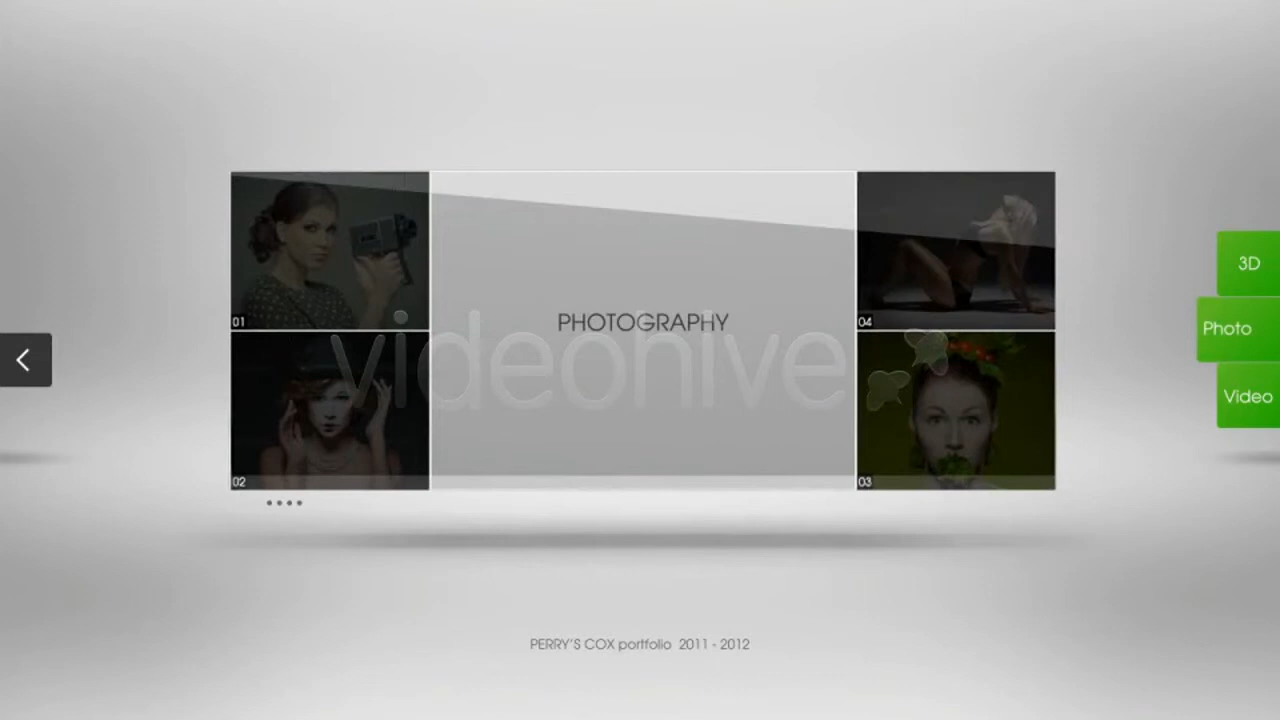 3D
01
PHOTOGRAPHY
04
Photo
videohive
Video
02
03
PERRY'S COX portfolio 2011 - 2012